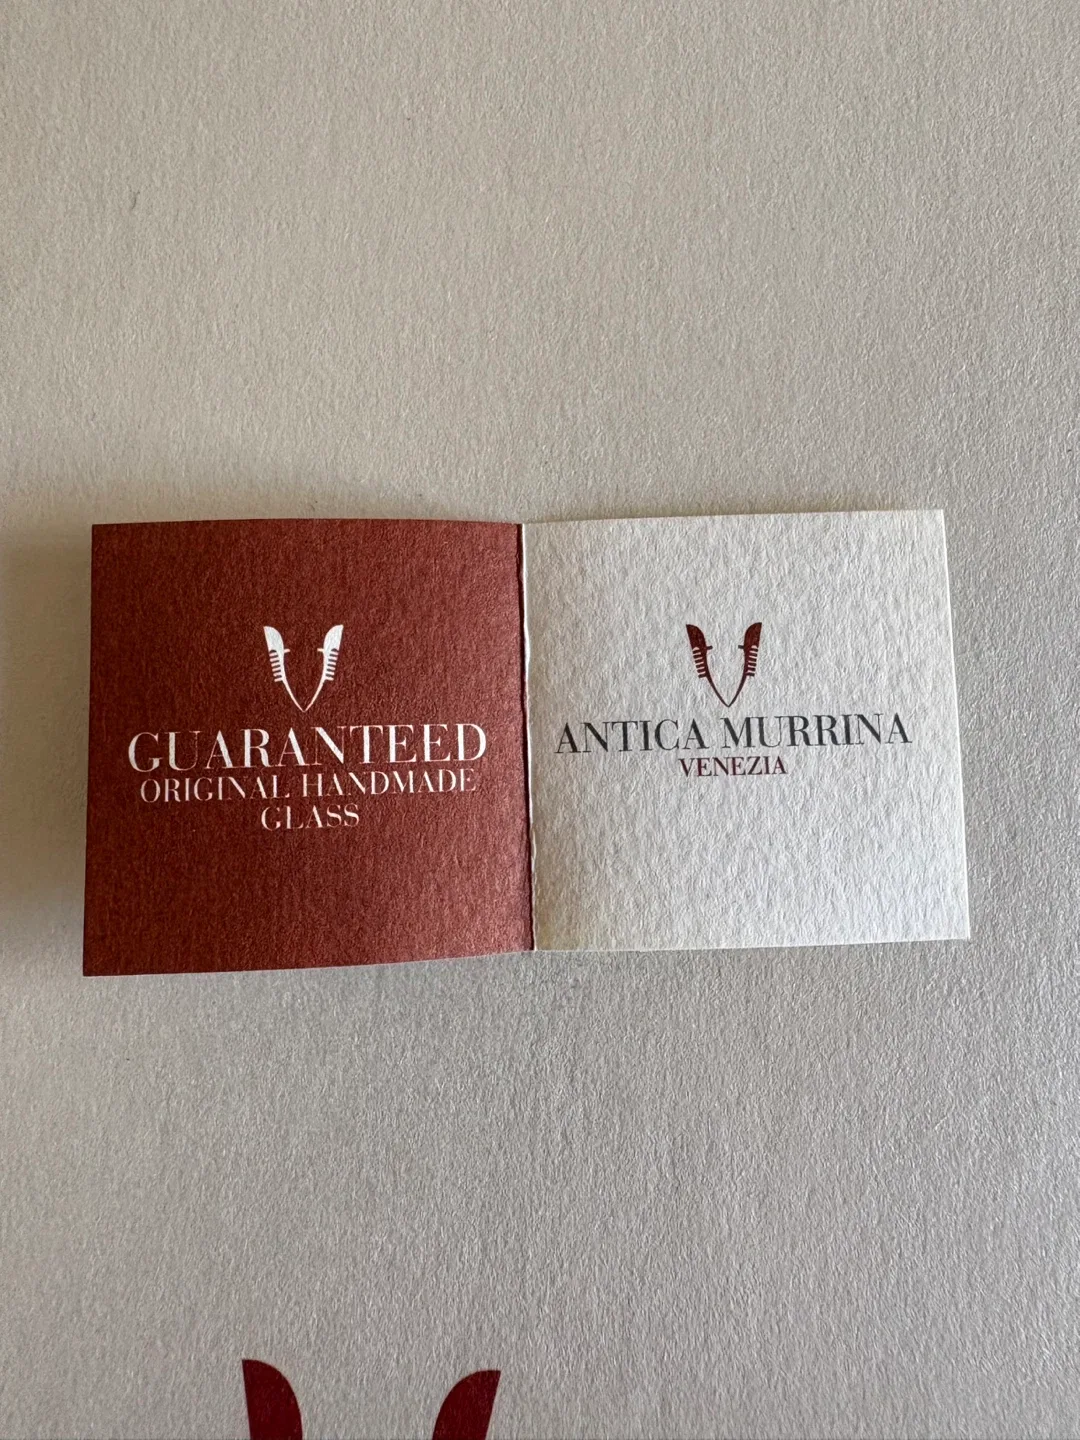 GUARANTEED
ORIGINAL HANDMADE
GLASS
ANTICA MURRINA
VENEZIA